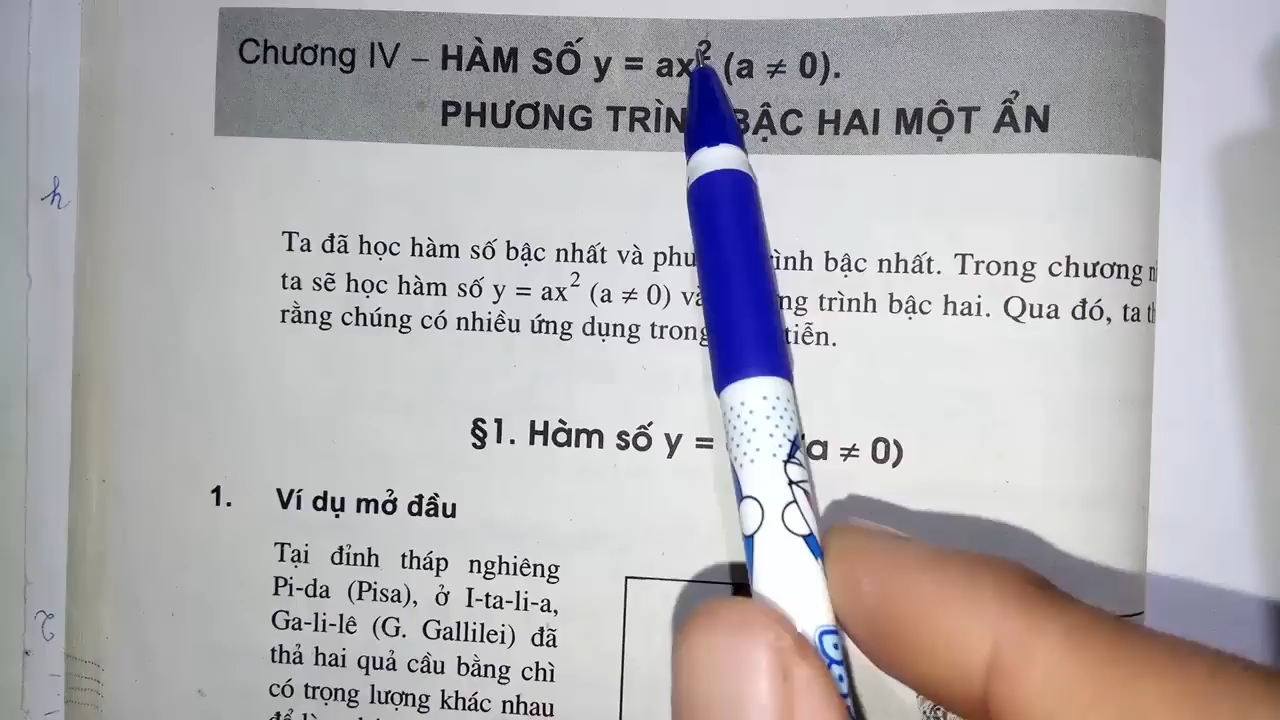 Chương IV – HÀM SỐ y = ax² (a ≠ 0).
PHƯƠNG TRÌN BẬC HAI MỘT ẨN
Ta đã học hàm số bậc nhất và phư ình bậc nhất. Trong chương
ta sẽ học hàm số y = ax² (a ≠ 0) v ng trình bậc hai. Qua đó, ta
rằng chúng có nhiều ứng dụng trong tiễn.
§1. Hàm số y = a ≠ 0)
1. Ví dụ mở đầu
Tại đỉnh tháp nghiêng
Pi-da (Pisa), ở I-ta-li-a,
Ga-li-lê (G. Gallilei) đã
thả hai quả cầu bằng chì
có trọng lượng khác nhau